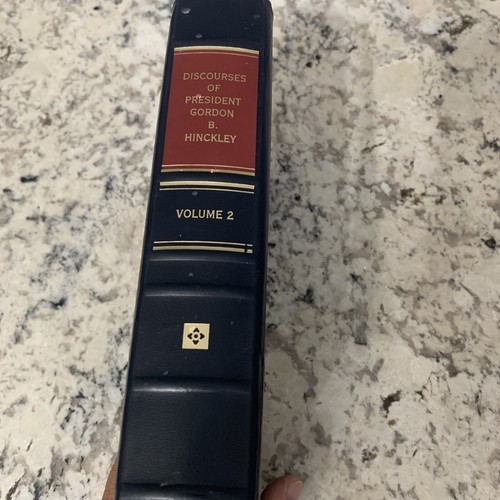 DISCOURSES
OF
PRESIDENT
GORDON
B.
HINCKLEY
VOLUME 2